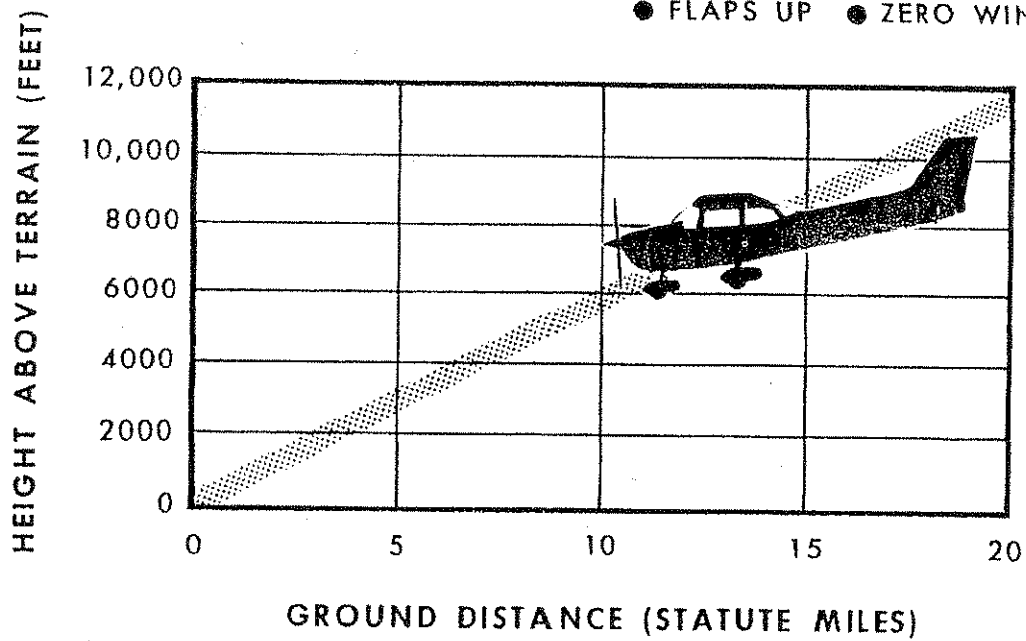 ● FLAPS UP ● ZERO
HEIGHT ABOVE TERRAIN (FEET)
12,000
10,000
8000
6000
4000
2000
0
0 5 10 15 20
GROUND DISTANCE (STATUTE MILES)